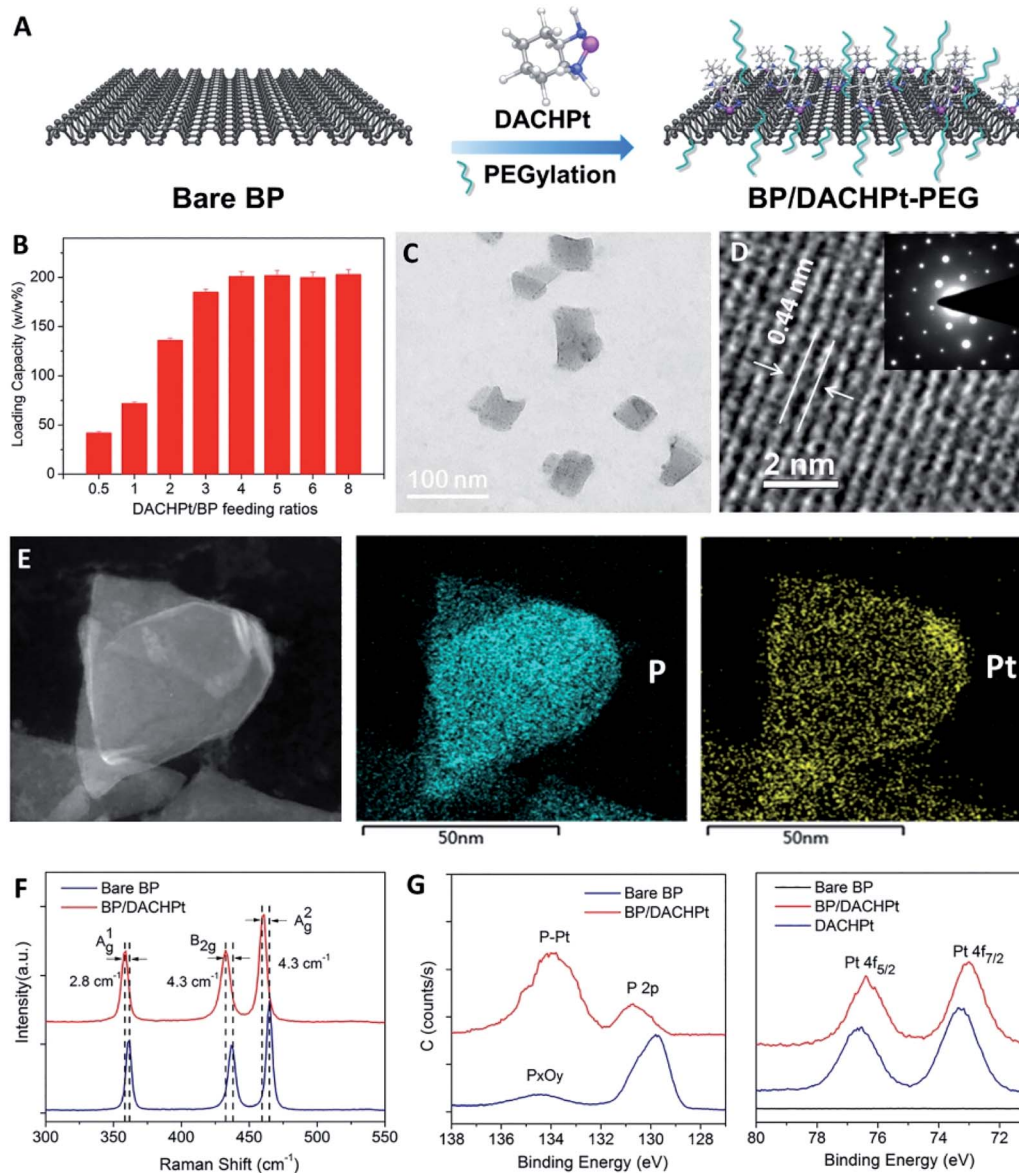 A
DACHPt
PEGylation
Bare BP
BP/DACHPt-PEG
B
Loading Capacity (w/w%)
200
150
100
50
0
0.5 1 2 3 4 5 6 8
DACHPt/BP feeding ratios
C
100 nm
D
0.44 nm
2 nm
E
P
50nm
Pt
50nm
F
Bare BP
BP/DACHPt
A_g^1
2.8 cm⁻¹
B_2g
4.3 cm⁻¹
A_g^2
4.3 cm⁻¹
Intensity(a.u.)
300 350 400 450 500 550
Raman Shift (cm⁻¹)
G
Bare BP
BP/DACHPt
P-Pt
P 2p
PxOy
C (counts/s)
138 136 134 132 130 128
Binding Energy (eV)
Bare BP
BP/DACHPt
DACHPt
Pt 4f5/2
Pt 4f7/2
80 78 76 74 72
Binding Energy (eV)